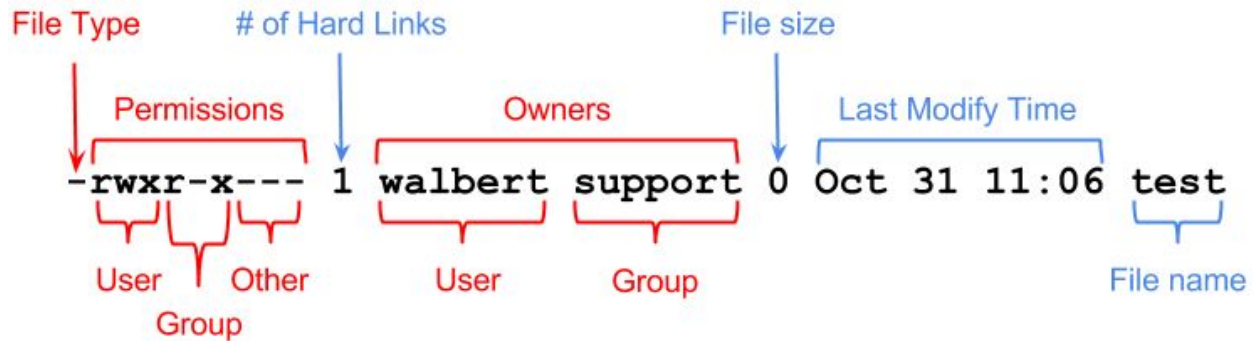 File Type # of Hard Links File size
Permissions Owners Last Modify Time
-rwxr-x--- 1 walbert support 0 Oct 31 11:06 test
User Other User Group File name
Group